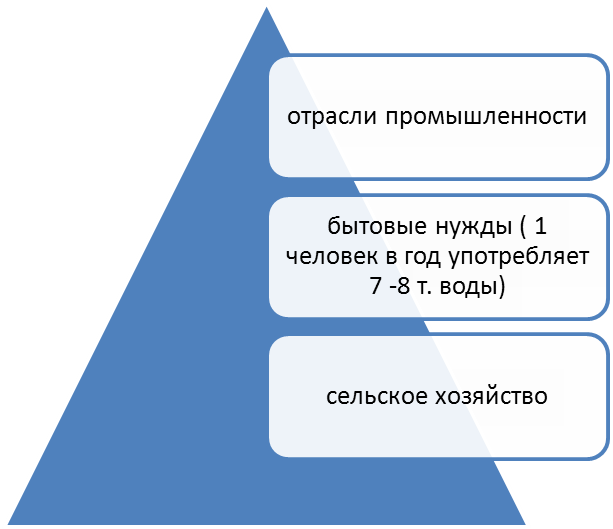 отрасли промышленности
бытовые нужды ( 1
человек в год употребляет
7 -8 т. воды)
сельское хозяйство